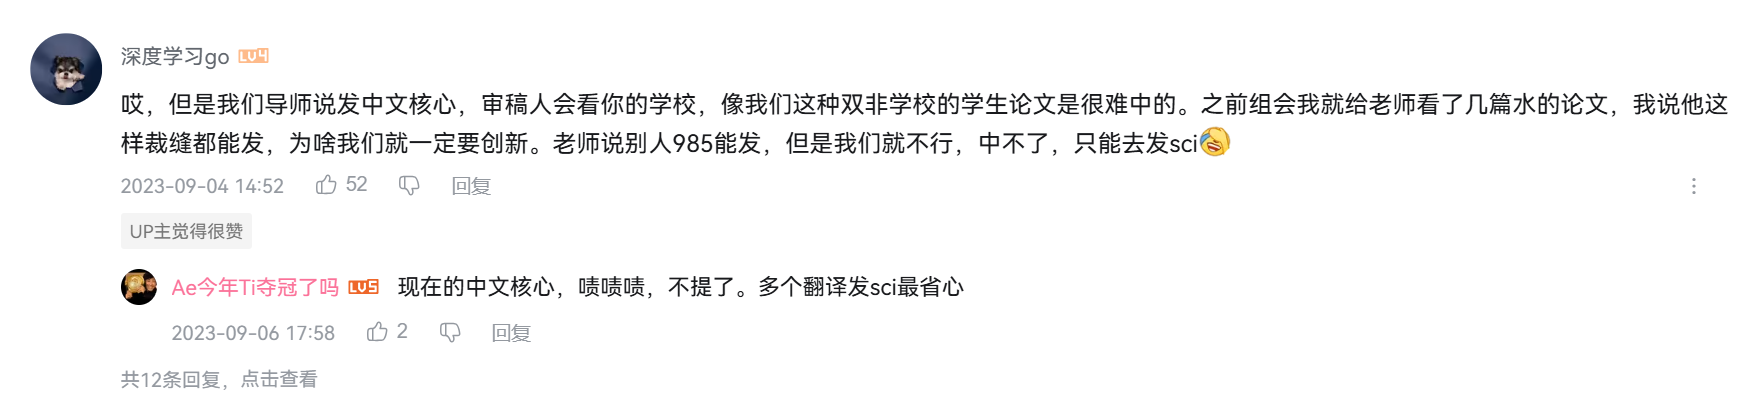 深度学习go LV4
哎，但是我们导师说发中文核心，审稿人会看你的学校，像我们这种双非学校的学生论文是很难中的。之前组会我就给老师看了几篇水的论文，我说他这
样裁缝都能发，为啥我们就一定要创新。老师说别人985能发，但是我们就不行，中不了，只能去发sci
2023-09-04 14:52 52 回复
UP主觉得很赞
Ae今年Ti夺冠了吗 LV5 现在的中文核心，啧啧啧，不提了。多个翻译发sci最省心
2023-09-06 17:58 2 回复
共12条回复，点击查看